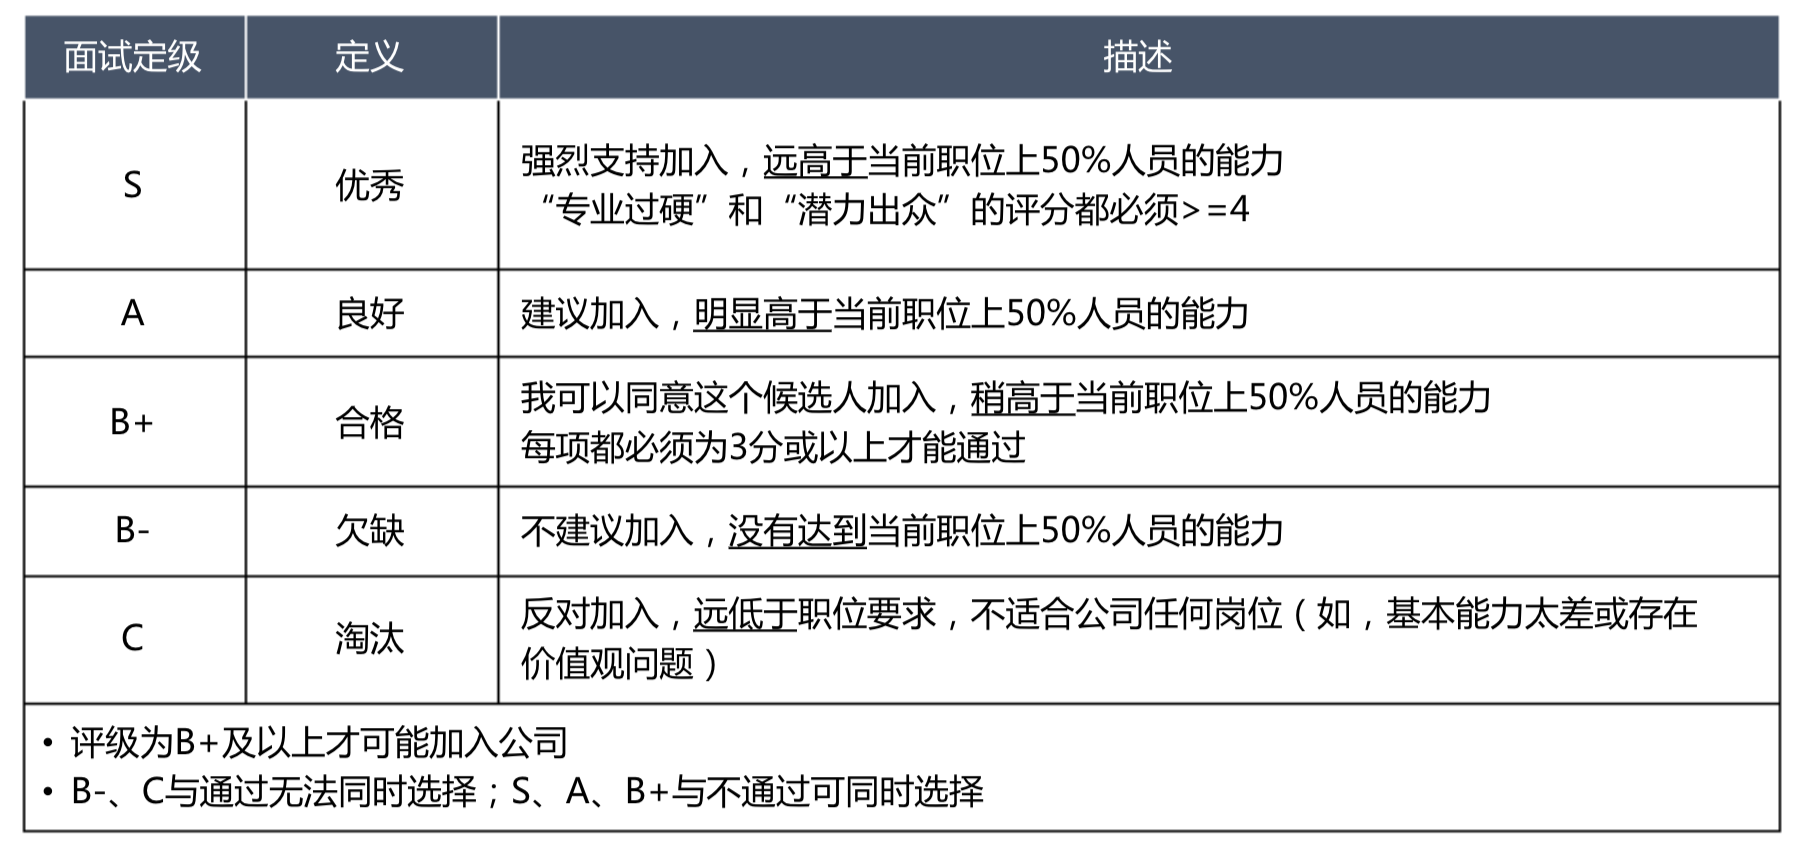 面试定级 定义 描述
S 优秀 强烈支持加入，远高于当前职位上50%人员的能力
“专业过硬”和“潜力出众”的评分都必须>=4
A 良好 建议加入，明显高于当前职位上50%人员的能力
B+ 合格 我可以同意这个候选人加入，稍高于当前职位上50%人员的能力
每项都必须为3分或以上才能通过
B- 欠缺 不建议加入，没有达到当前职位上50%人员的能力
C 淘汰 反对加入，远低于职位要求，不适合公司任何岗位（如，基本能力太差或存在
价值观问题）
• 评级为B+及以上才可能加入公司
• B-、C与通过无法同时选择；S、A、B+与不通过可同时选择